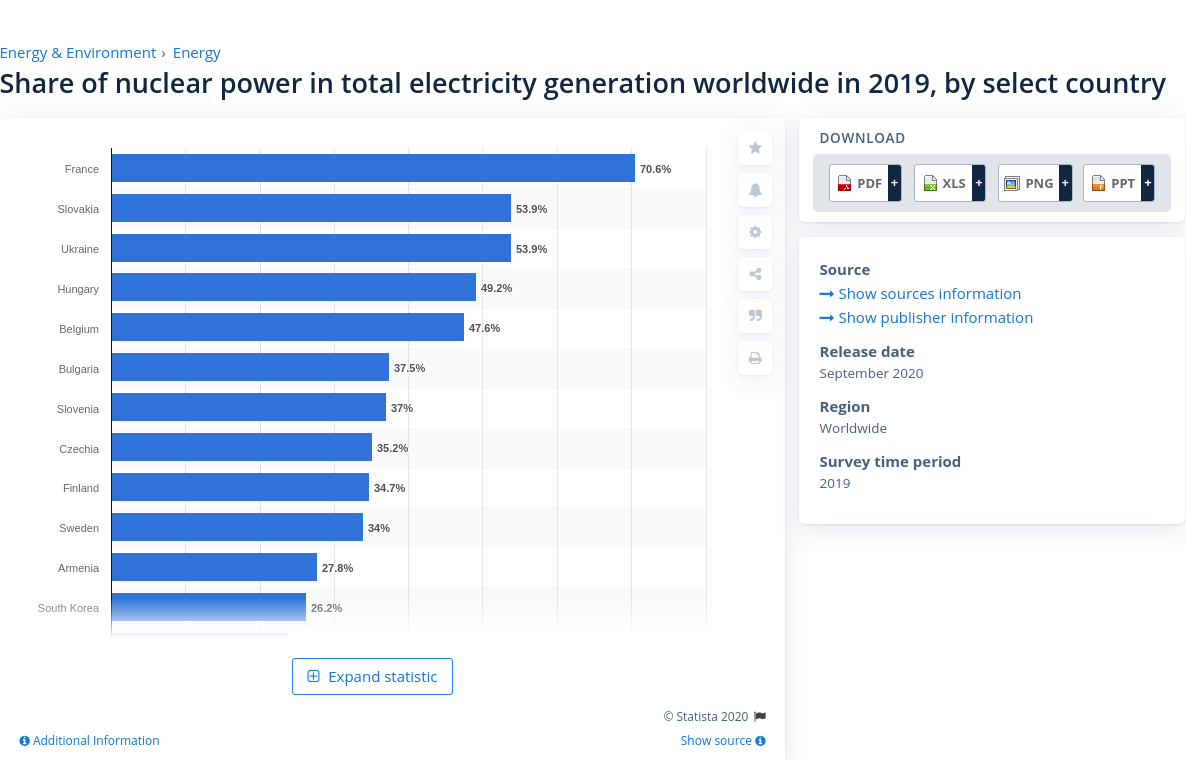 Energy & Environment › Energy
Share of nuclear power in total electricity generation worldwide in 2019, by select country
France 70.6%
Slovakia 53.9%
Ukraine 53.9%
Hungary 49.2%
Belgium 47.6%
Bulgaria 37.5%
Slovenia 37%
Czechia 35.2%
Finland 34.7%
Sweden 34%
Armenia 27.8%
South Korea 26.2%
Expand statistic
© Statista 2020
Additional Information
Show source
DOWNLOAD
PDF + XLS + PNG + PPT +
Source
Show sources information
Show publisher information
Release date
September 2020
Region
Worldwide
Survey time period
2019